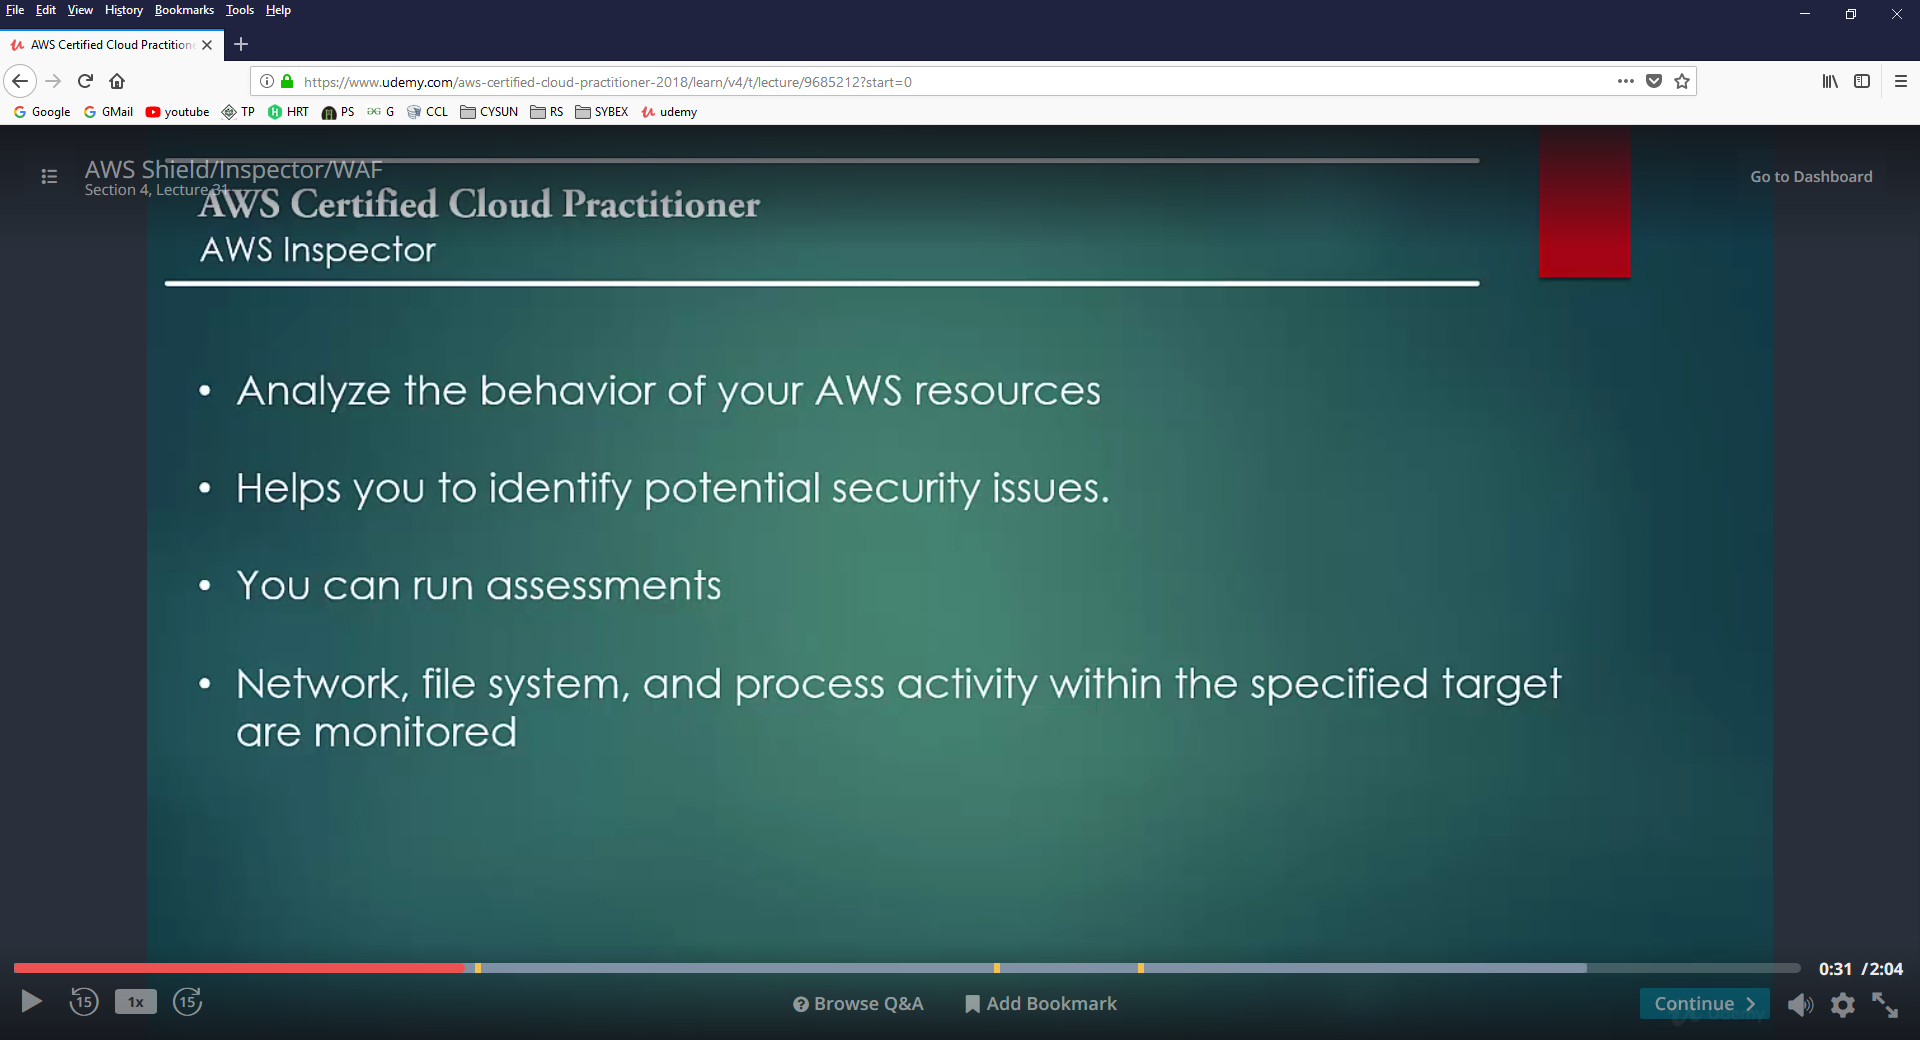 File Edit View History Bookmarks Tools Help
AWS Certified Cloud Practition
https://www.udemy.com/aws-certified-cloud-practitioner-2018/learn/v4/t/lecture/9685212?start=0
Google GMail youtube TP HRT PS G CCL CYSUN RS SYBEX udemy
AWS Shield/Inspector/WAF
Section 4, Lecture 31
Go to Dashboard
AWS Certified Cloud Practitioner
AWS Inspector
• Analyze the behavior of your AWS resources
• Helps you to identify potential security issues.
• You can run assessments
• Network, file system, and process activity within the specified target
are monitored
0:31 / 2:04
15 1x 15 Browse Q&A Add Bookmark Continue